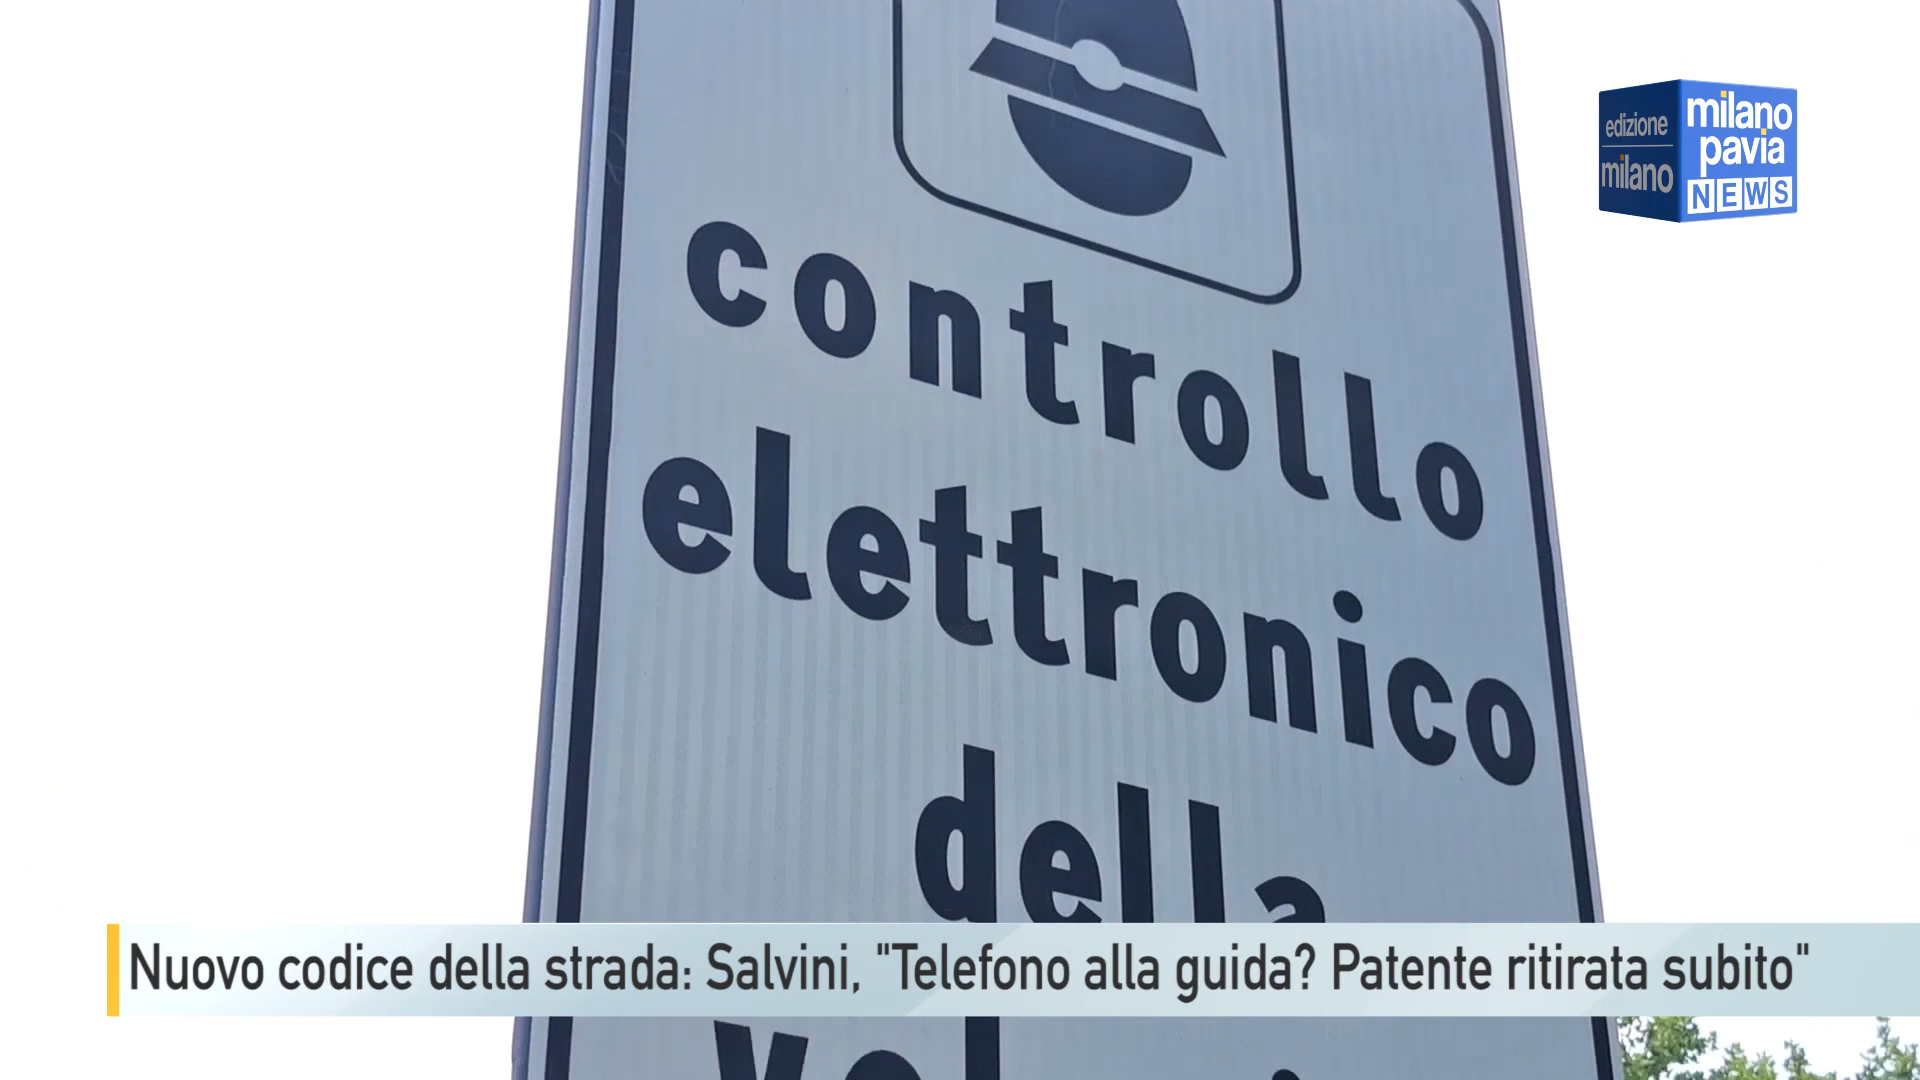 edizione
milano
milano
pavia
NEWS
controllo
elettronico
della
Nuovo codice della strada: Salvini, "Telefono alla guida? Patente ritirata subito"